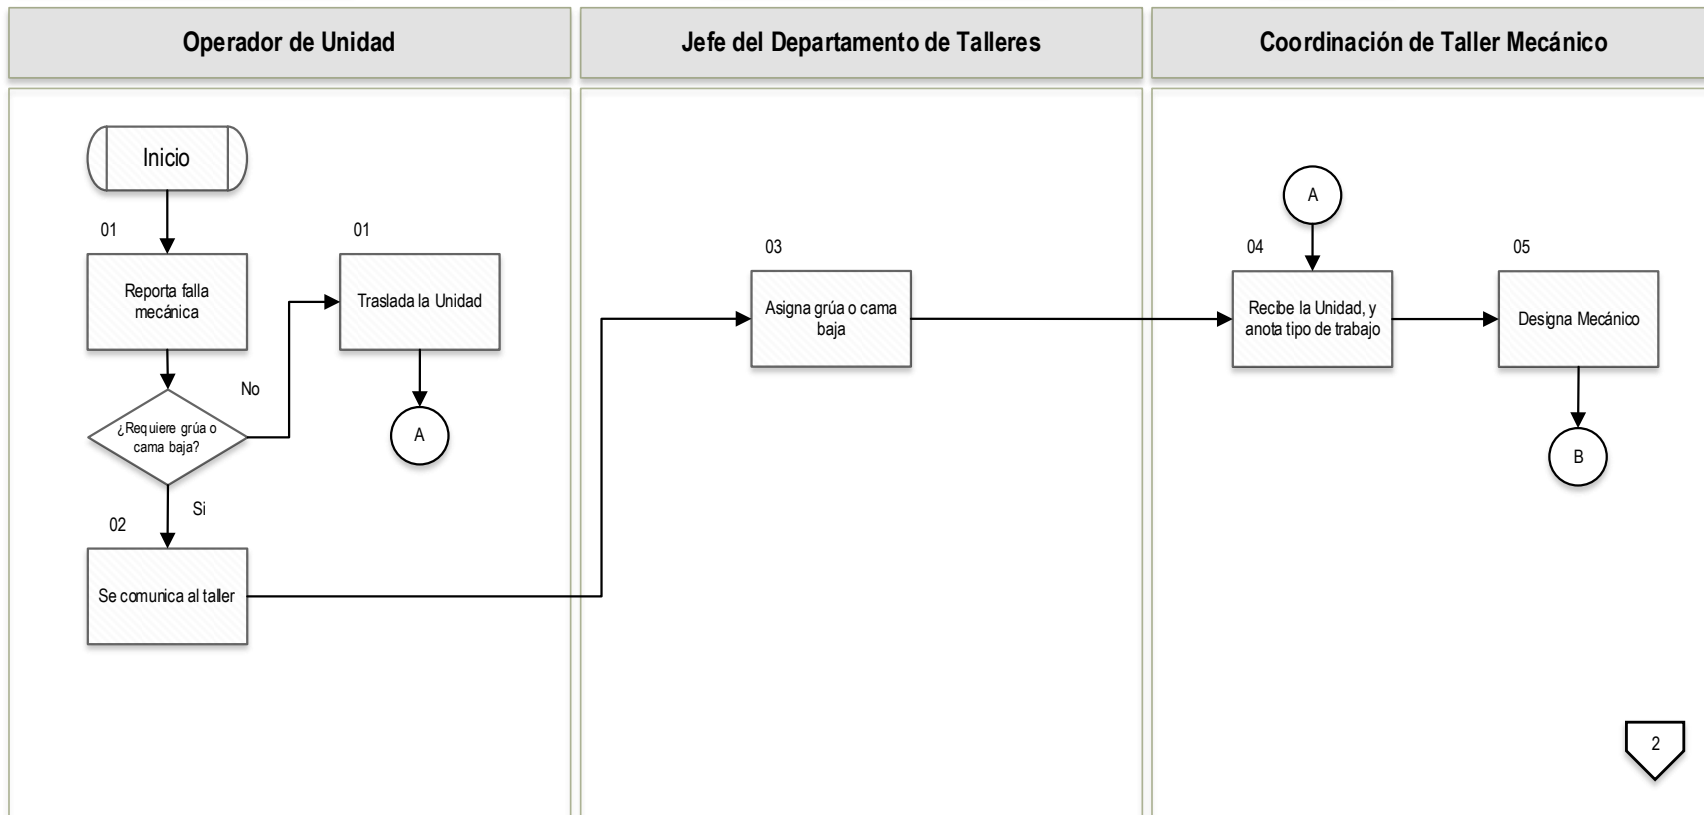 Operador de Unidad
Jefe del Departamento de Talleres
Coordinación de Taller Mecánico
Inicio
01
Reporta falla
mecánica
¿Requiere grúa o
cama baja?
No
Si
01
Traslada la Unidad
A
02
Se comunica al taller
03
Asigna grúa o cama
baja
A
04
Recibe la Unidad, y
anota tipo de trabajo
05
Designa Mecánico
B
2